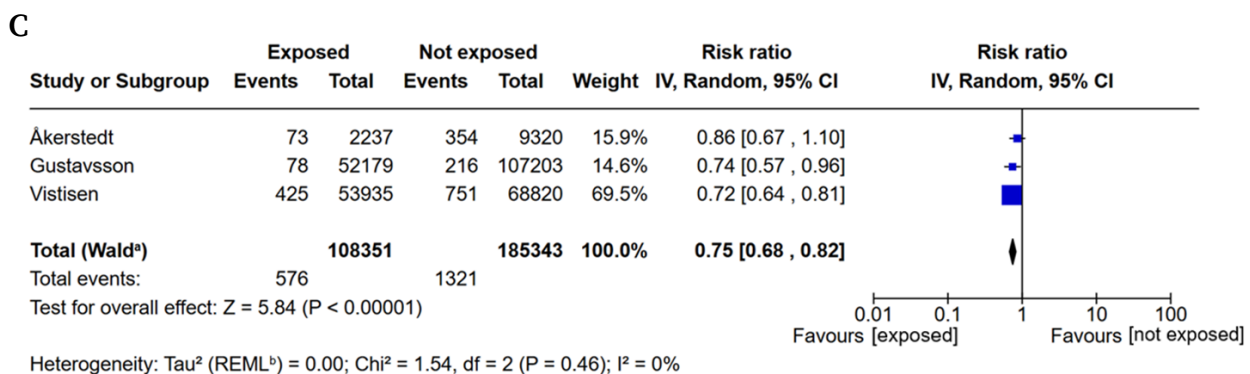 C
Exposed Not exposed Risk ratio Risk ratio
Study or Subgroup Events Total Events Total Weight IV, Random, 95% CI IV, Random, 95% CI
Åkerstedt 73 2237 354 9320 15.9% 0.86 [0.67 , 1.10]
Gustavsson 78 52179 216 107203 14.6% 0.74 [0.57 , 0.96]
Vistisen 425 53935 751 68820 69.5% 0.72 [0.64 , 0.81]
Total (Waldᵃ) 108351 185343 100.0% 0.75 [0.68 , 0.82]
Total events: 576 1321
Test for overall effect: Z = 5.84 (P < 0.00001)
0.01 0.1 1 10 100
Favours [exposed] Favours [not exposed]
Heterogeneity: Tau² (REMLᵇ) = 0.00; Chi² = 1.54, df = 2 (P = 0.46); I² = 0%